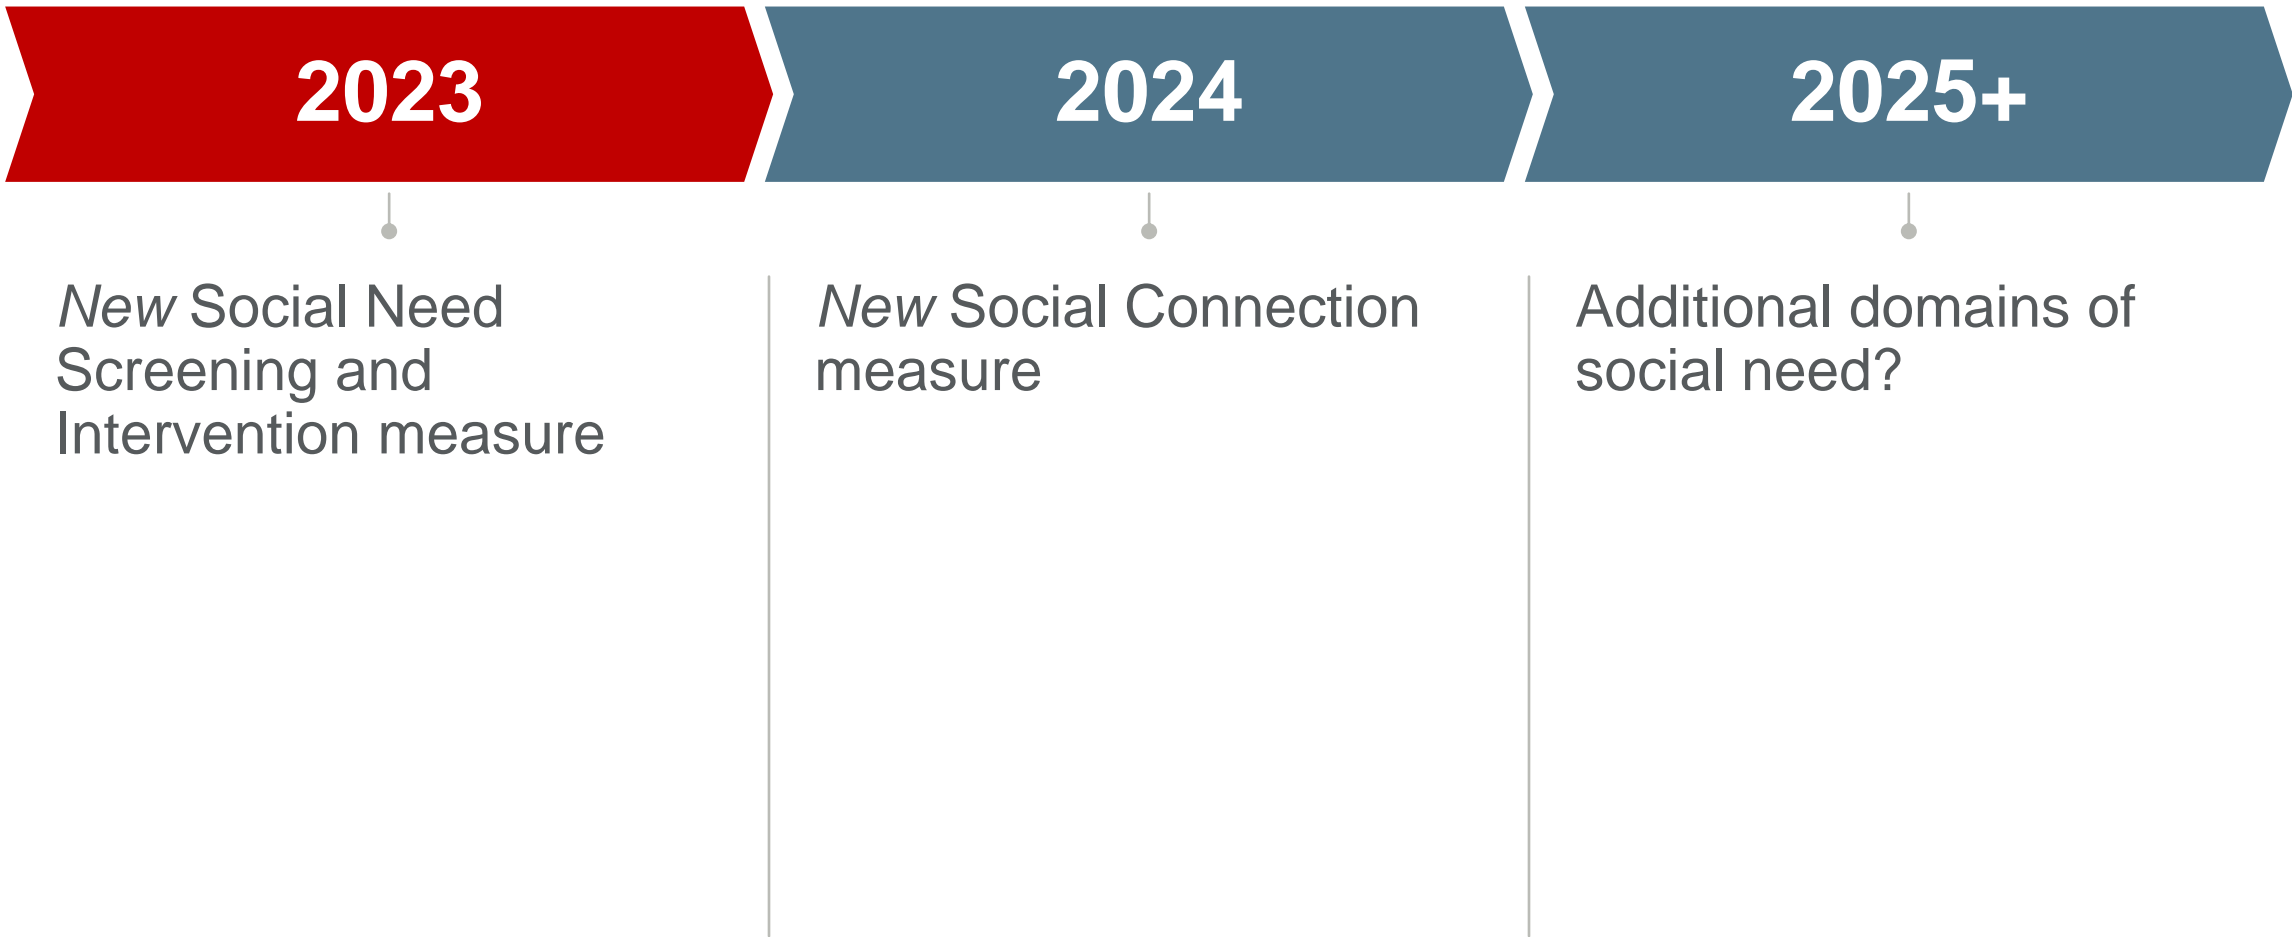 2023
2024
2025+
New Social Need
Screening and
Intervention measure
New Social Connection
measure
Additional domains of
social need?